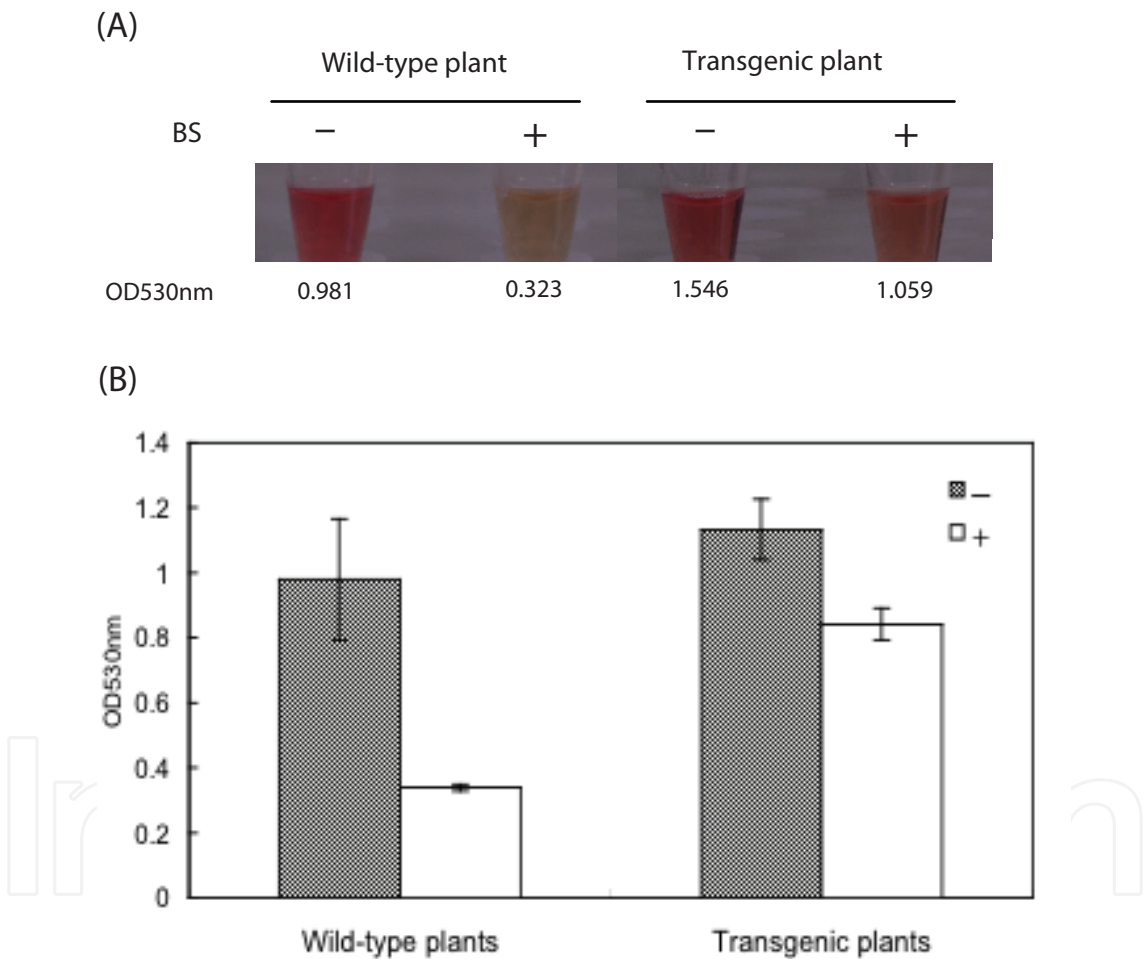 (A)
Wild-type plant Transgenic plant
BS − + − +
OD530nm 0.981 0.323 1.546 1.059
(B)
1.4
1.2
1
0.8
0.6
0.4
0.2
0
OD530nm
−
+
Wild-type plants Transgenic plants